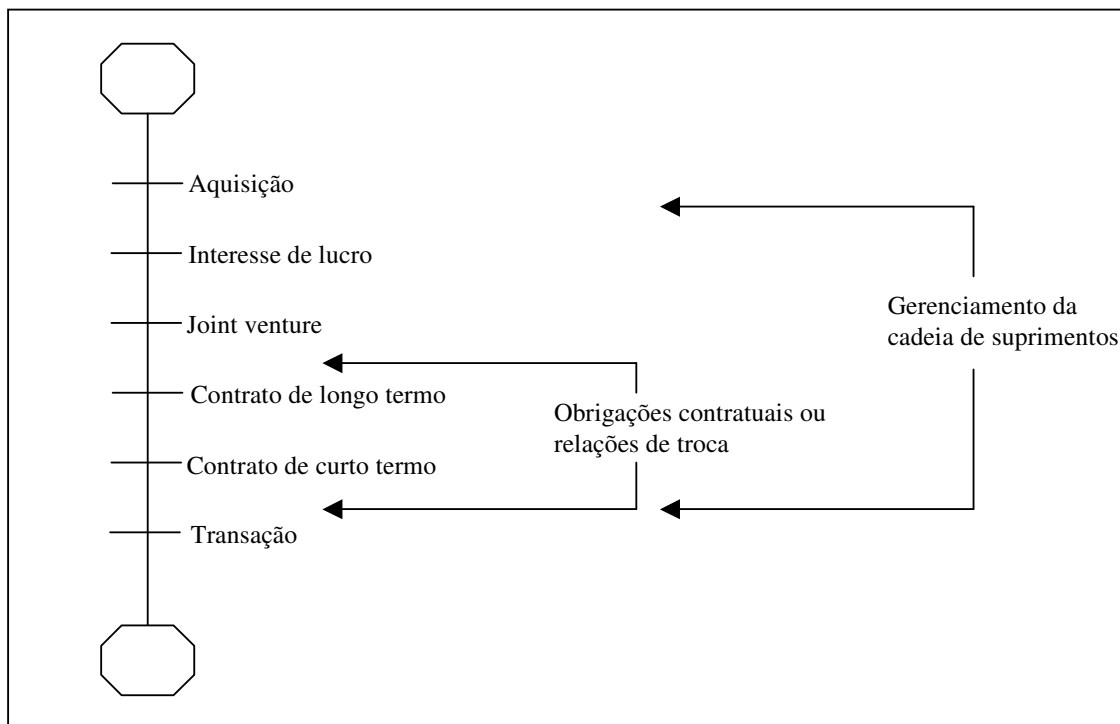 Aquisição
Interesse de lucro
Joint venture
Contrato de longo termo
Contrato de curto termo
Transação
Obrigações contratuais ou
relações de troca
Gerenciamento da
cadeia de suprimentos